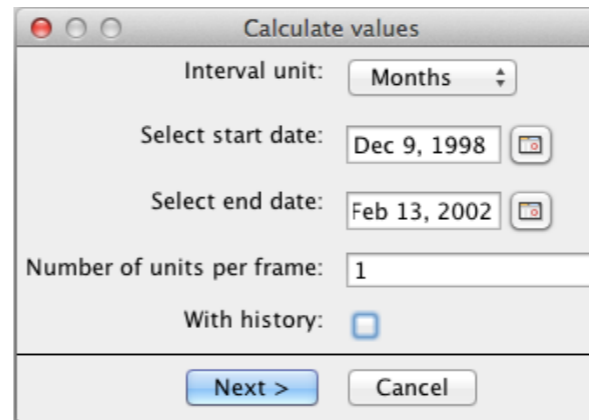 Calculate values
Interval unit: Months
Select start date: Dec 9, 1998
Select end date: Feb 13, 2002
Number of units per frame: 1
With history:
Next > Cancel